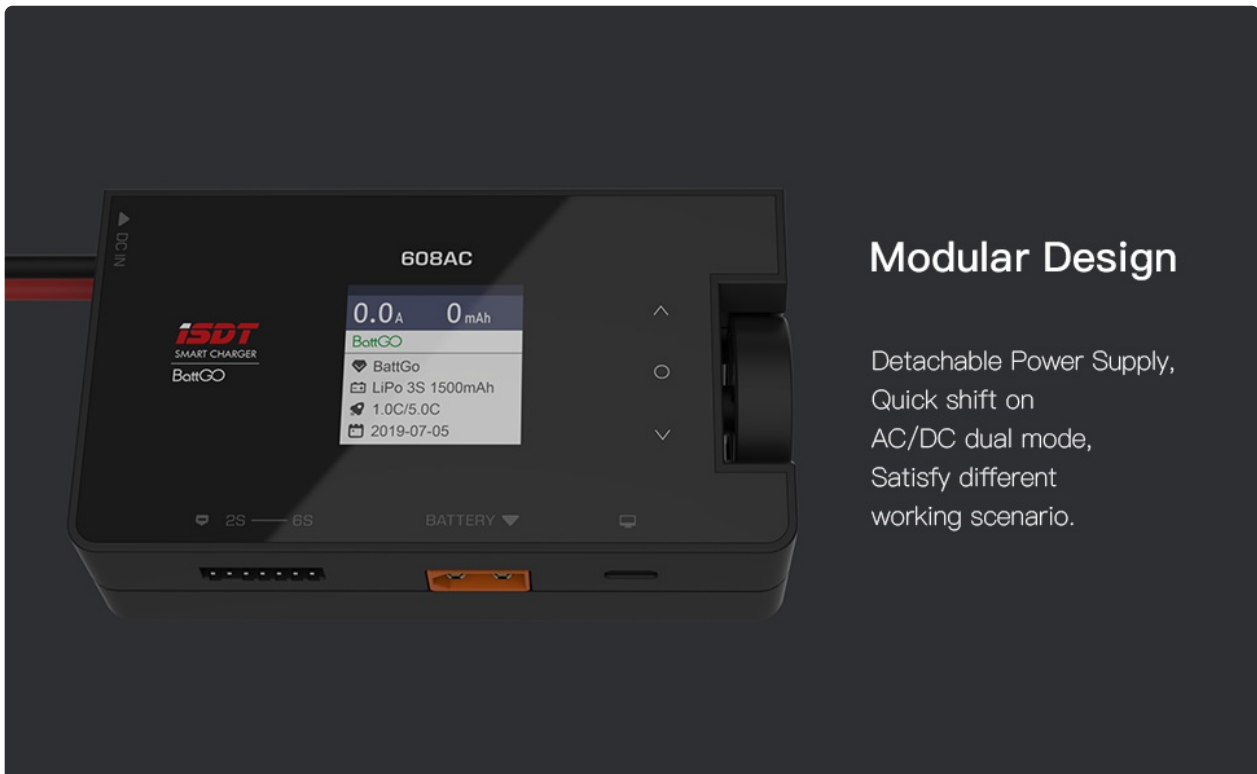 DC IN
608AC
iSDT
SMART CHARGER
BattGO
0.0A 0mAh
BattGO
BattGo
LiPo 3S 1500mAh
1.0C/5.0C
2019-07-05
2S 6S
BATTERY
Modular Design
Detachable Power Supply,
Quick shift on
AC/DC dual mode,
Satisfy different
working scenario.